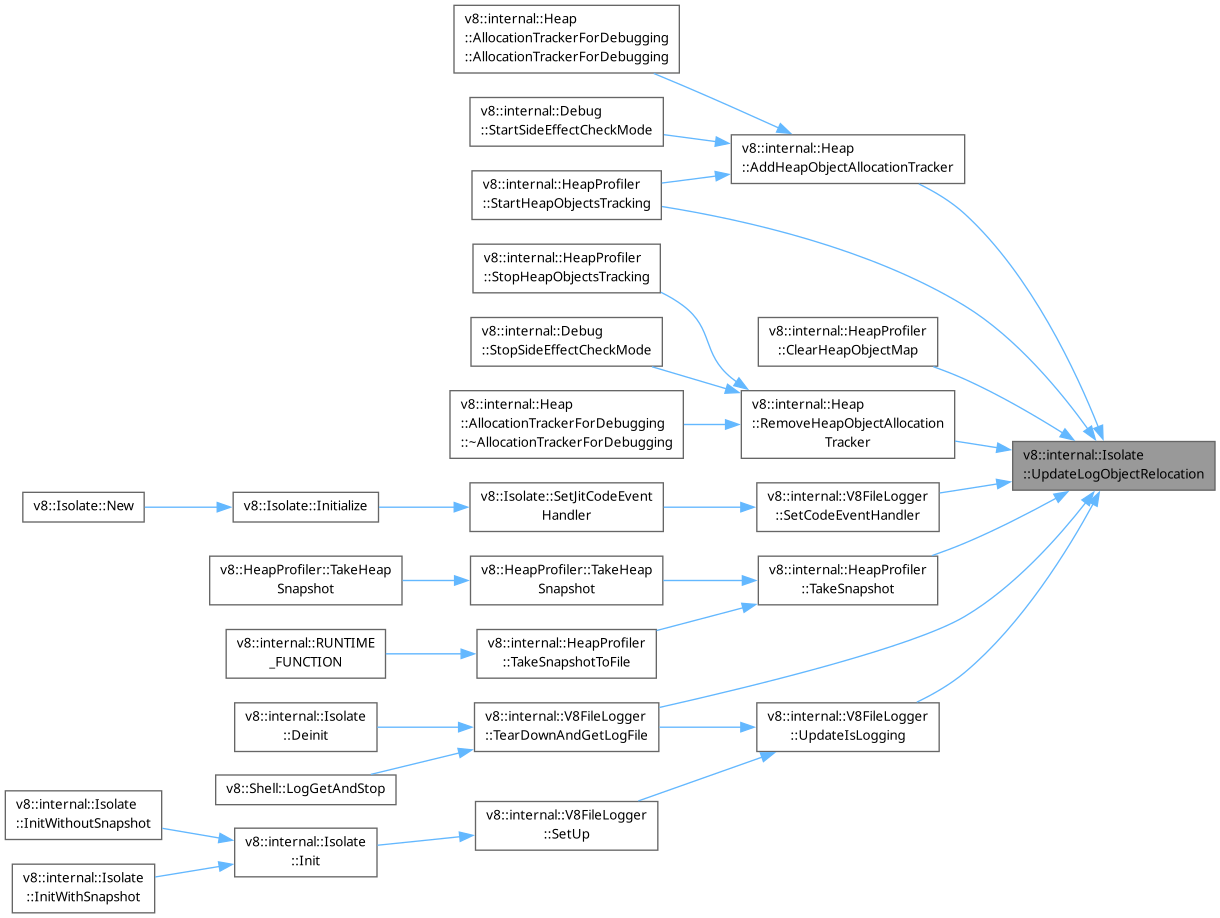 v8::internal::Heap
::AllocationTrackerForDebugging
::AllocationTrackerForDebugging
v8::internal::Debug
::StartSideEffectCheckMode
v8::internal::Heap
::AddHeapObjectAllocationTracker
v8::internal::HeapProfiler
::StartHeapObjectsTracking
v8::internal::HeapProfiler
::StopHeapObjectsTracking
v8::internal::Debug
::StopSideEffectCheckMode
v8::internal::HeapProfiler
::ClearHeapObjectMap
v8::internal::Heap
::AllocationTrackerForDebugging
::~AllocationTrackerForDebugging
v8::internal::Heap
::RemoveHeapObjectAllocation
Tracker
v8::internal::Isolate
::UpdateLogObjectRelocation
v8::Isolate::New
v8::Isolate::Initialize
v8::Isolate::SetJitCodeEvent
Handler
v8::internal::V8FileLogger
::SetCodeEventHandler
v8::HeapProfiler::TakeHeap
Snapshot
v8::HeapProfiler::TakeHeap
Snapshot
v8::internal::HeapProfiler
::TakeSnapshot
v8::internal::RUNTIME
_FUNCTION
v8::internal::HeapProfiler
::TakeSnapshotToFile
v8::internal::Isolate
::Deinit
v8::internal::V8FileLogger
::TearDownAndGetLogFile
v8::internal::V8FileLogger
::UpdateIsLogging
v8::Shell::LogGetAndStop
v8::internal::Isolate
::InitWithoutSnapshot
v8::internal::Isolate
::Init
v8::internal::V8FileLogger
::SetUp
v8::internal::Isolate
::InitWithSnapshot